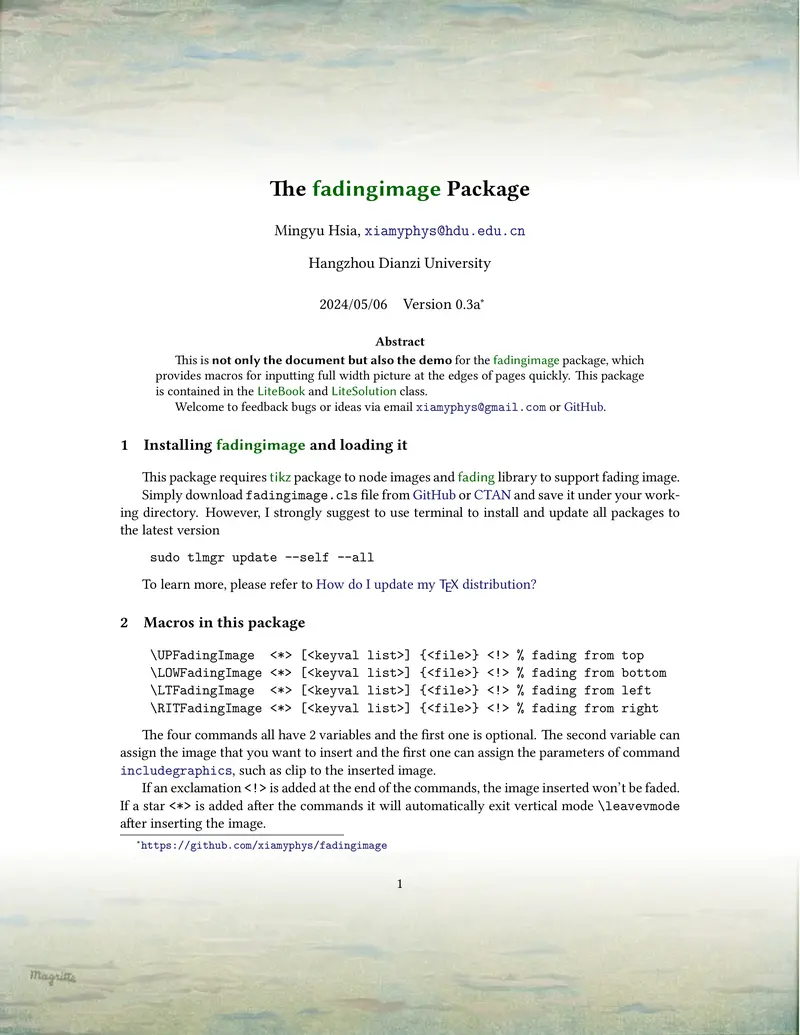 The fadingimage Package
Mingyu Hsia, xiamyphys@hdu.edu.cn
Hangzhou Dianzi University
2024/05/06 Version 0.3a*
Abstract
This is not only the document but also the demo for the fadingimage package, which
provides macros for inputting full width picture at the edges of pages quickly. This package
is contained in the LiteBook and LiteSolution class.
Welcome to feedback bugs or ideas via email xiamyphys@gmail.com or GitHub.
1 Installing fadingimage and loading it
This package requires tikz package to node images and fading library to support fading image.
Simply download fadingimage.cls file from GitHub or CTAN and save it under your work-
ing directory. However, I strongly suggest to use terminal to install and update all packages to
the latest version
sudo tlmgr update --self --all
To learn more, please refer to How do I update my TEX distribution?
2 Macros in this package
\UPFadingImage <*> [<keyval list>] {<file>} <!> % fading from top
\LOWFadingImage <*> [<keyval list>] {<file>} <!> % fading from bottom
\LTFadingImage <*> [<keyval list>] {<file>} <!> % fading from left
\RITFadingImage <*> [<keyval list>] {<file>} <!> % fading from right
The four commands all have 2 variables and the first one is optional. The second variable can
assign the image that you want to insert and the first one can assign the parameters of command
includegraphics, such as clip to the inserted image.
If an exclamation <!> is added at the end of the commands, the image inserted won't be faded.
If a star <*> is added after the commands it will automatically exit vertical mode \leavevmode
after inserting the image.
*https://github.com/xiamyphys/fadingimage
1
Magritte